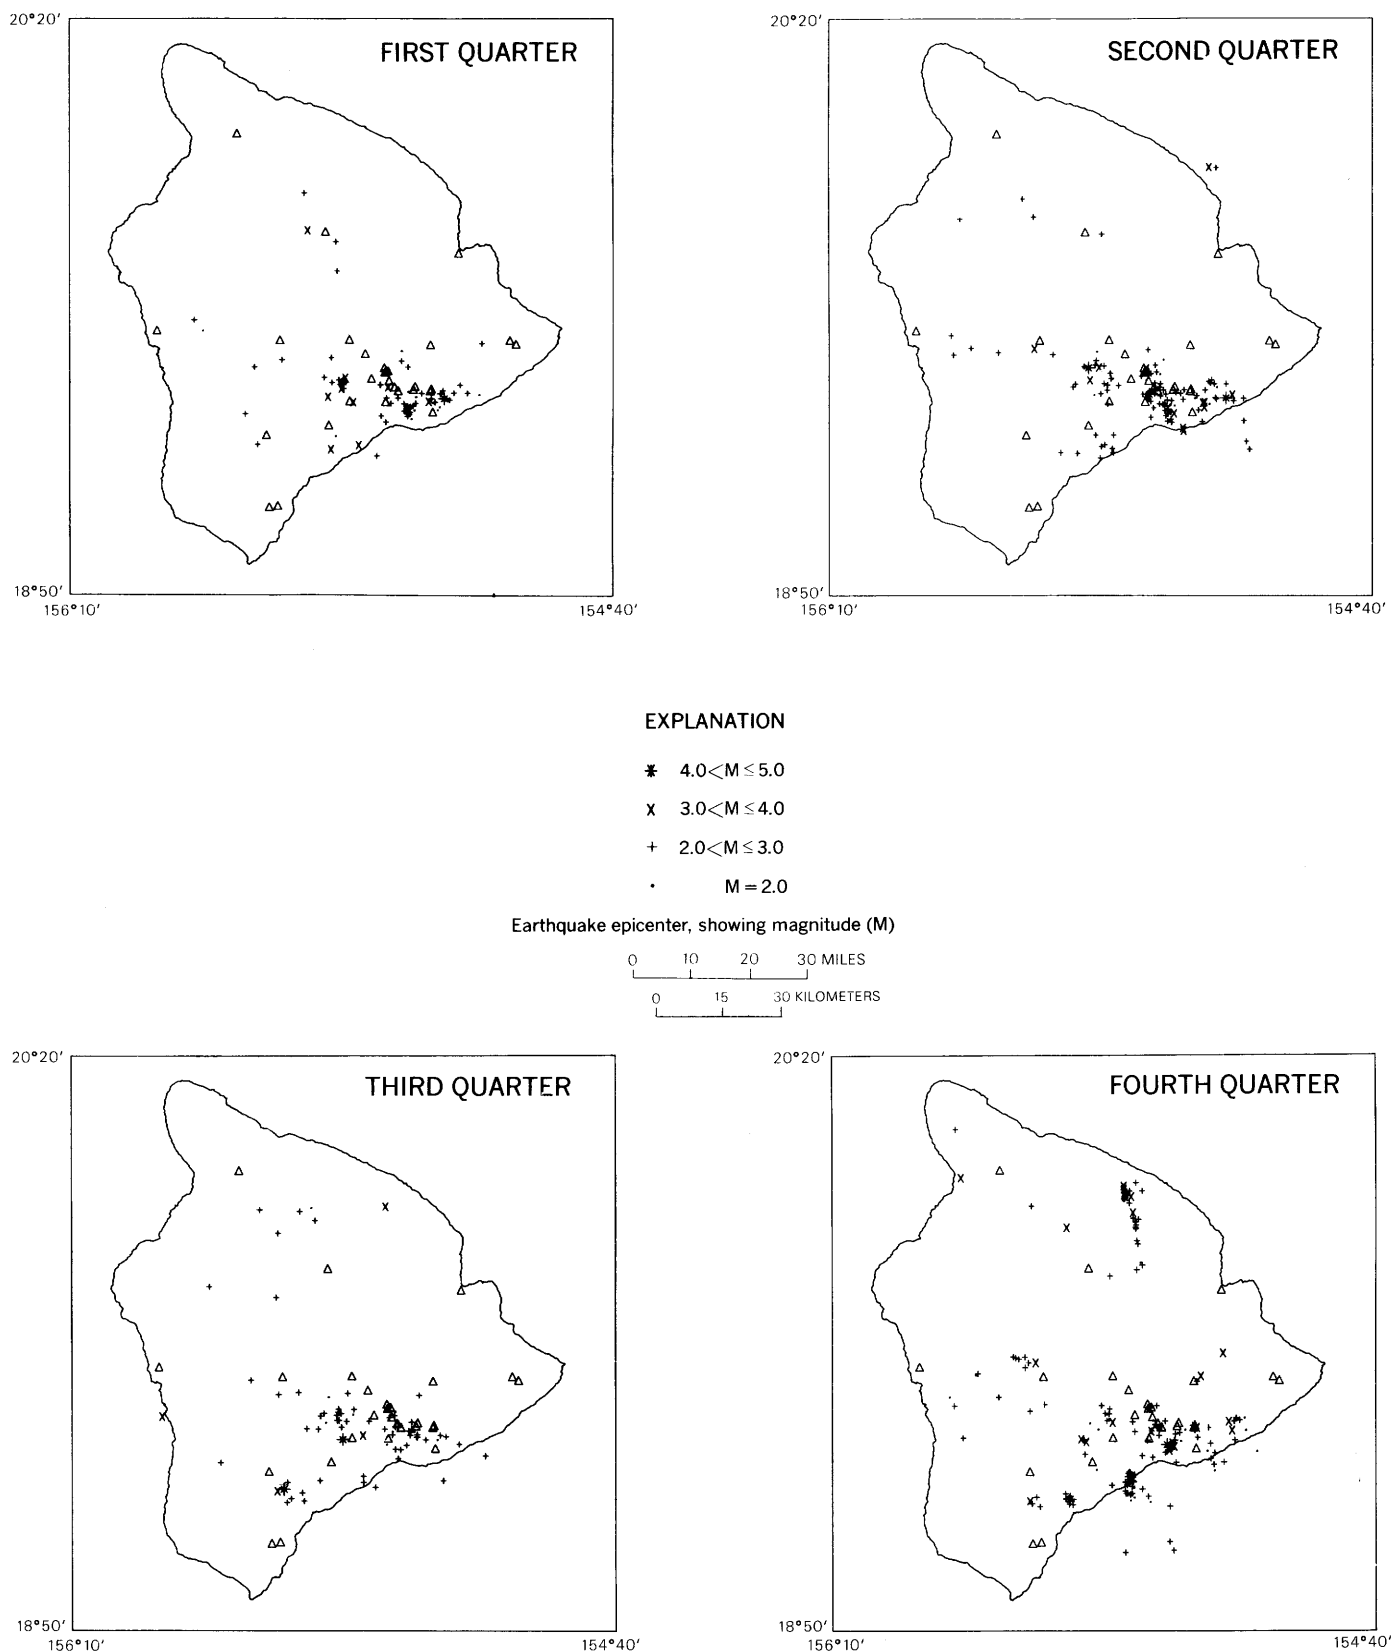 20°20′
FIRST QUARTER
18°50′
156°10′
154°40′
20°20′
SECOND QUARTER
18°50′
156°10′
154°40′
EXPLANATION
4.0<M≤5.0
3.0<M≤4.0
2.0<M≤3.0
M=2.0
Earthquake epicenter, showing magnitude (M)
0 10 20 30 MILES
0 15 30 KILOMETERS
20°20′
THIRD QUARTER
18°50′
156°10′
154°40′
20°20′
FOURTH QUARTER
18°50′
156°10′
154°40′